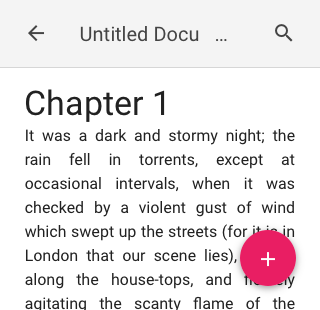 Untitled Docu ...
Chapter 1
It was a dark and stormy night; the
rain fell in torrents, except at
occasional intervals, when it was
checked by a violent gust of wind
which swept up the streets (for it is in
London that our scene lies),
along the house-tops, and
agitating the scanty flame of the